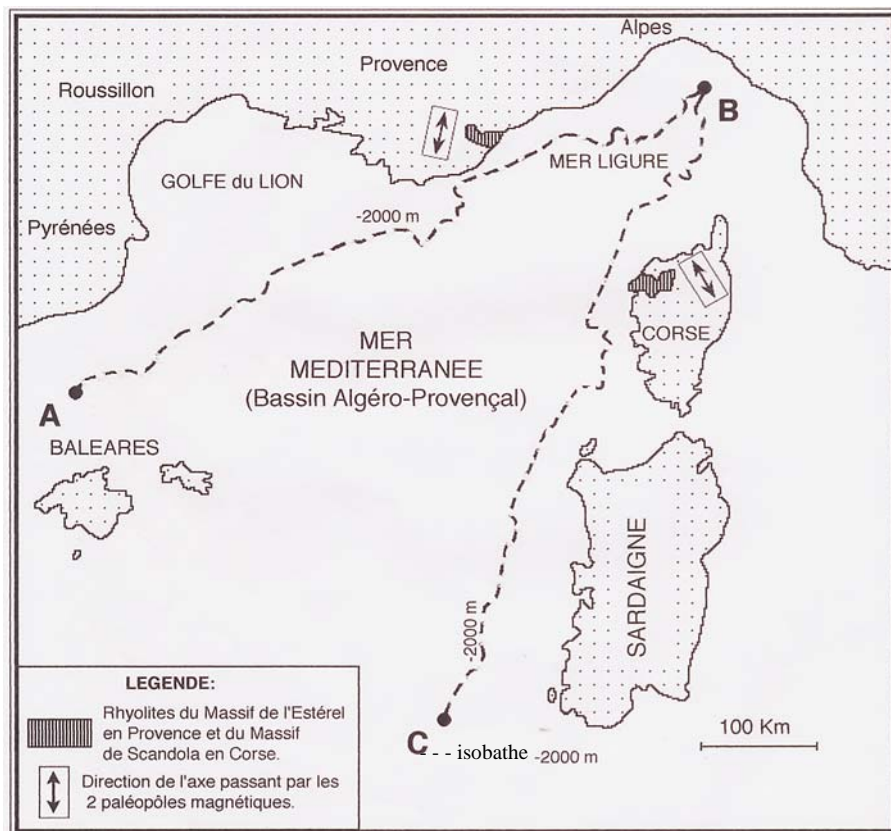 Alpes
Provence
Roussillon
B
MER LIGURE
GOLFE du LION
-2000 m
Pyrénées
CORSE
MER
MEDITERRANEE
(Bassin Algéro-Provençal)
A
BALEARES
SARDAIGNE
-2000 m
LEGENDE:
Rhyolites du Massif de l'Estérel
en Provence et du Massif
de Scandola en Corse.
Direction de l'axe passant par les
2 paléopôles magnétiques.
C
- - - isobathe -2000 m
100 Km